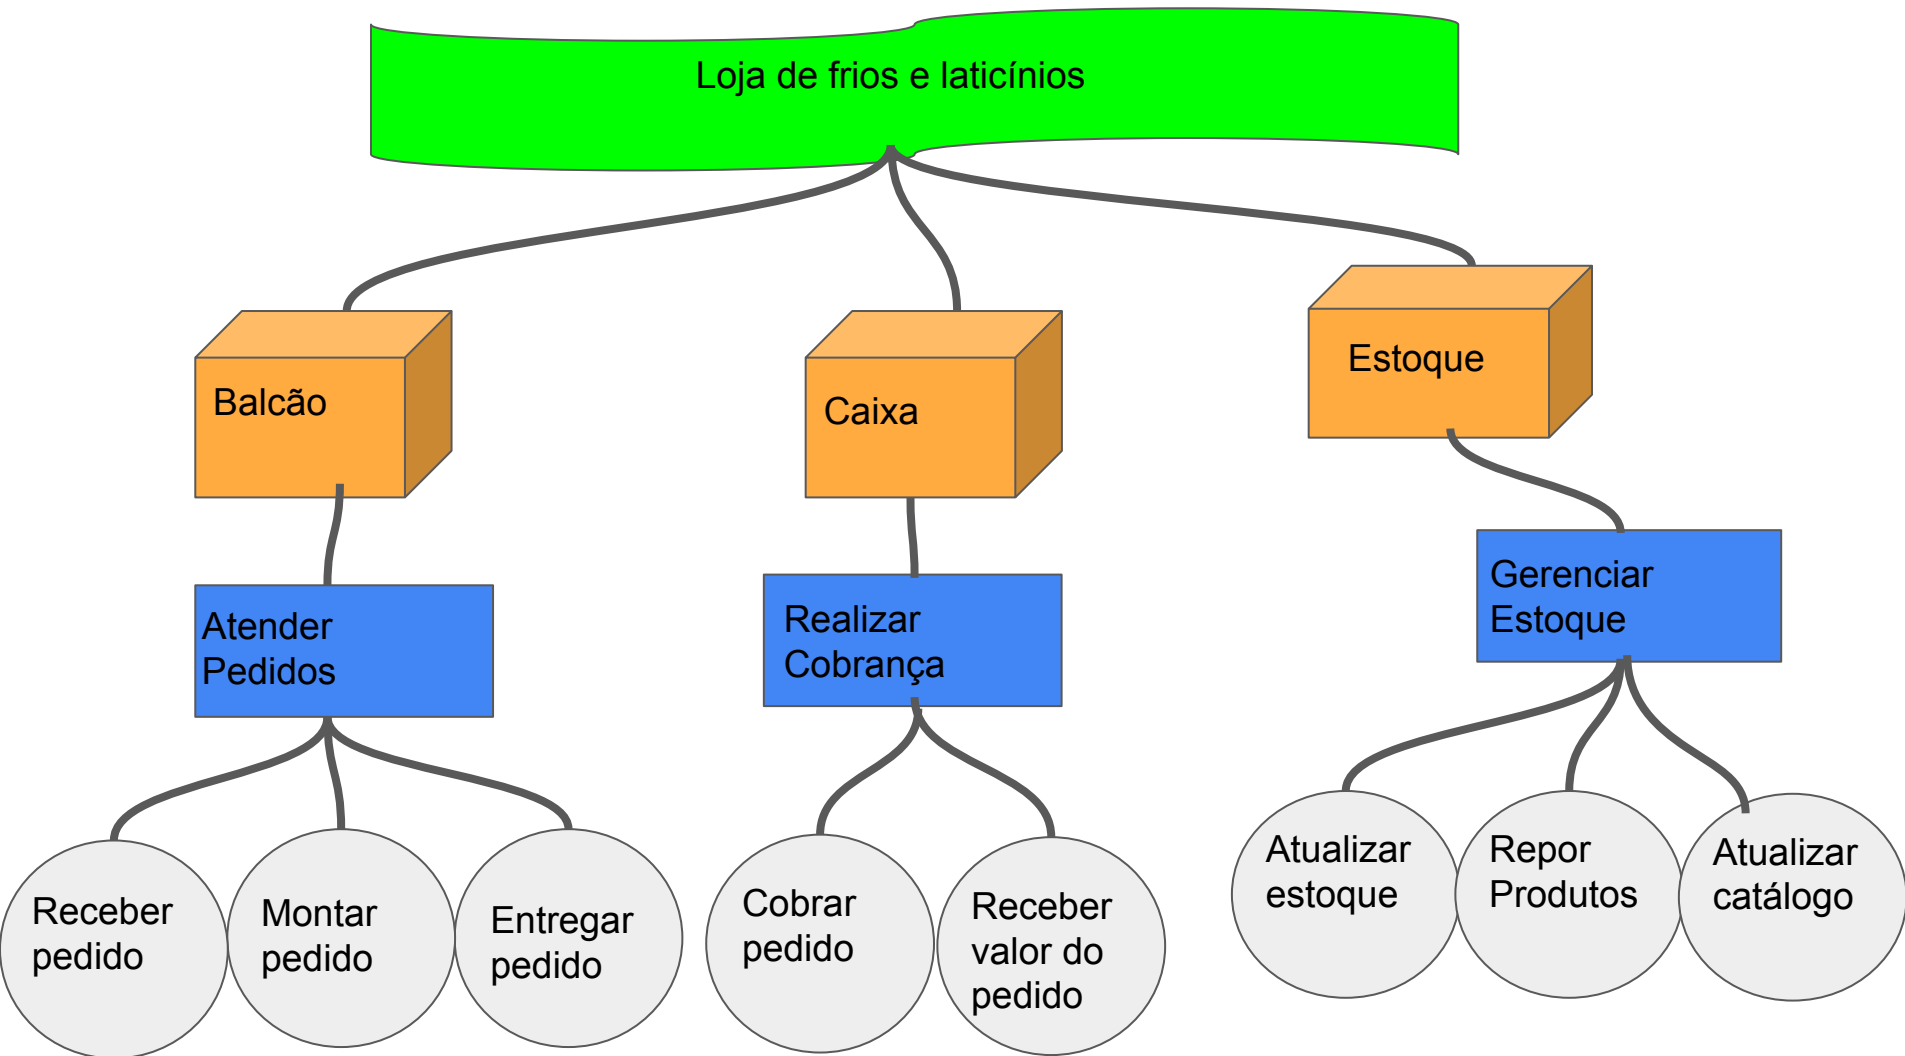 Loja de frios e laticínios
Balcão
Caixa
Estoque
Atender
Pedidos
Realizar
Cobrança
Gerenciar
Estoque
Receber
pedido
Montar
pedido
Entregar
pedido
Cobrar
pedido
Receber
valor do
pedido
Atualizar
estoque
Repor
Produtos
Atualizar
catálogo